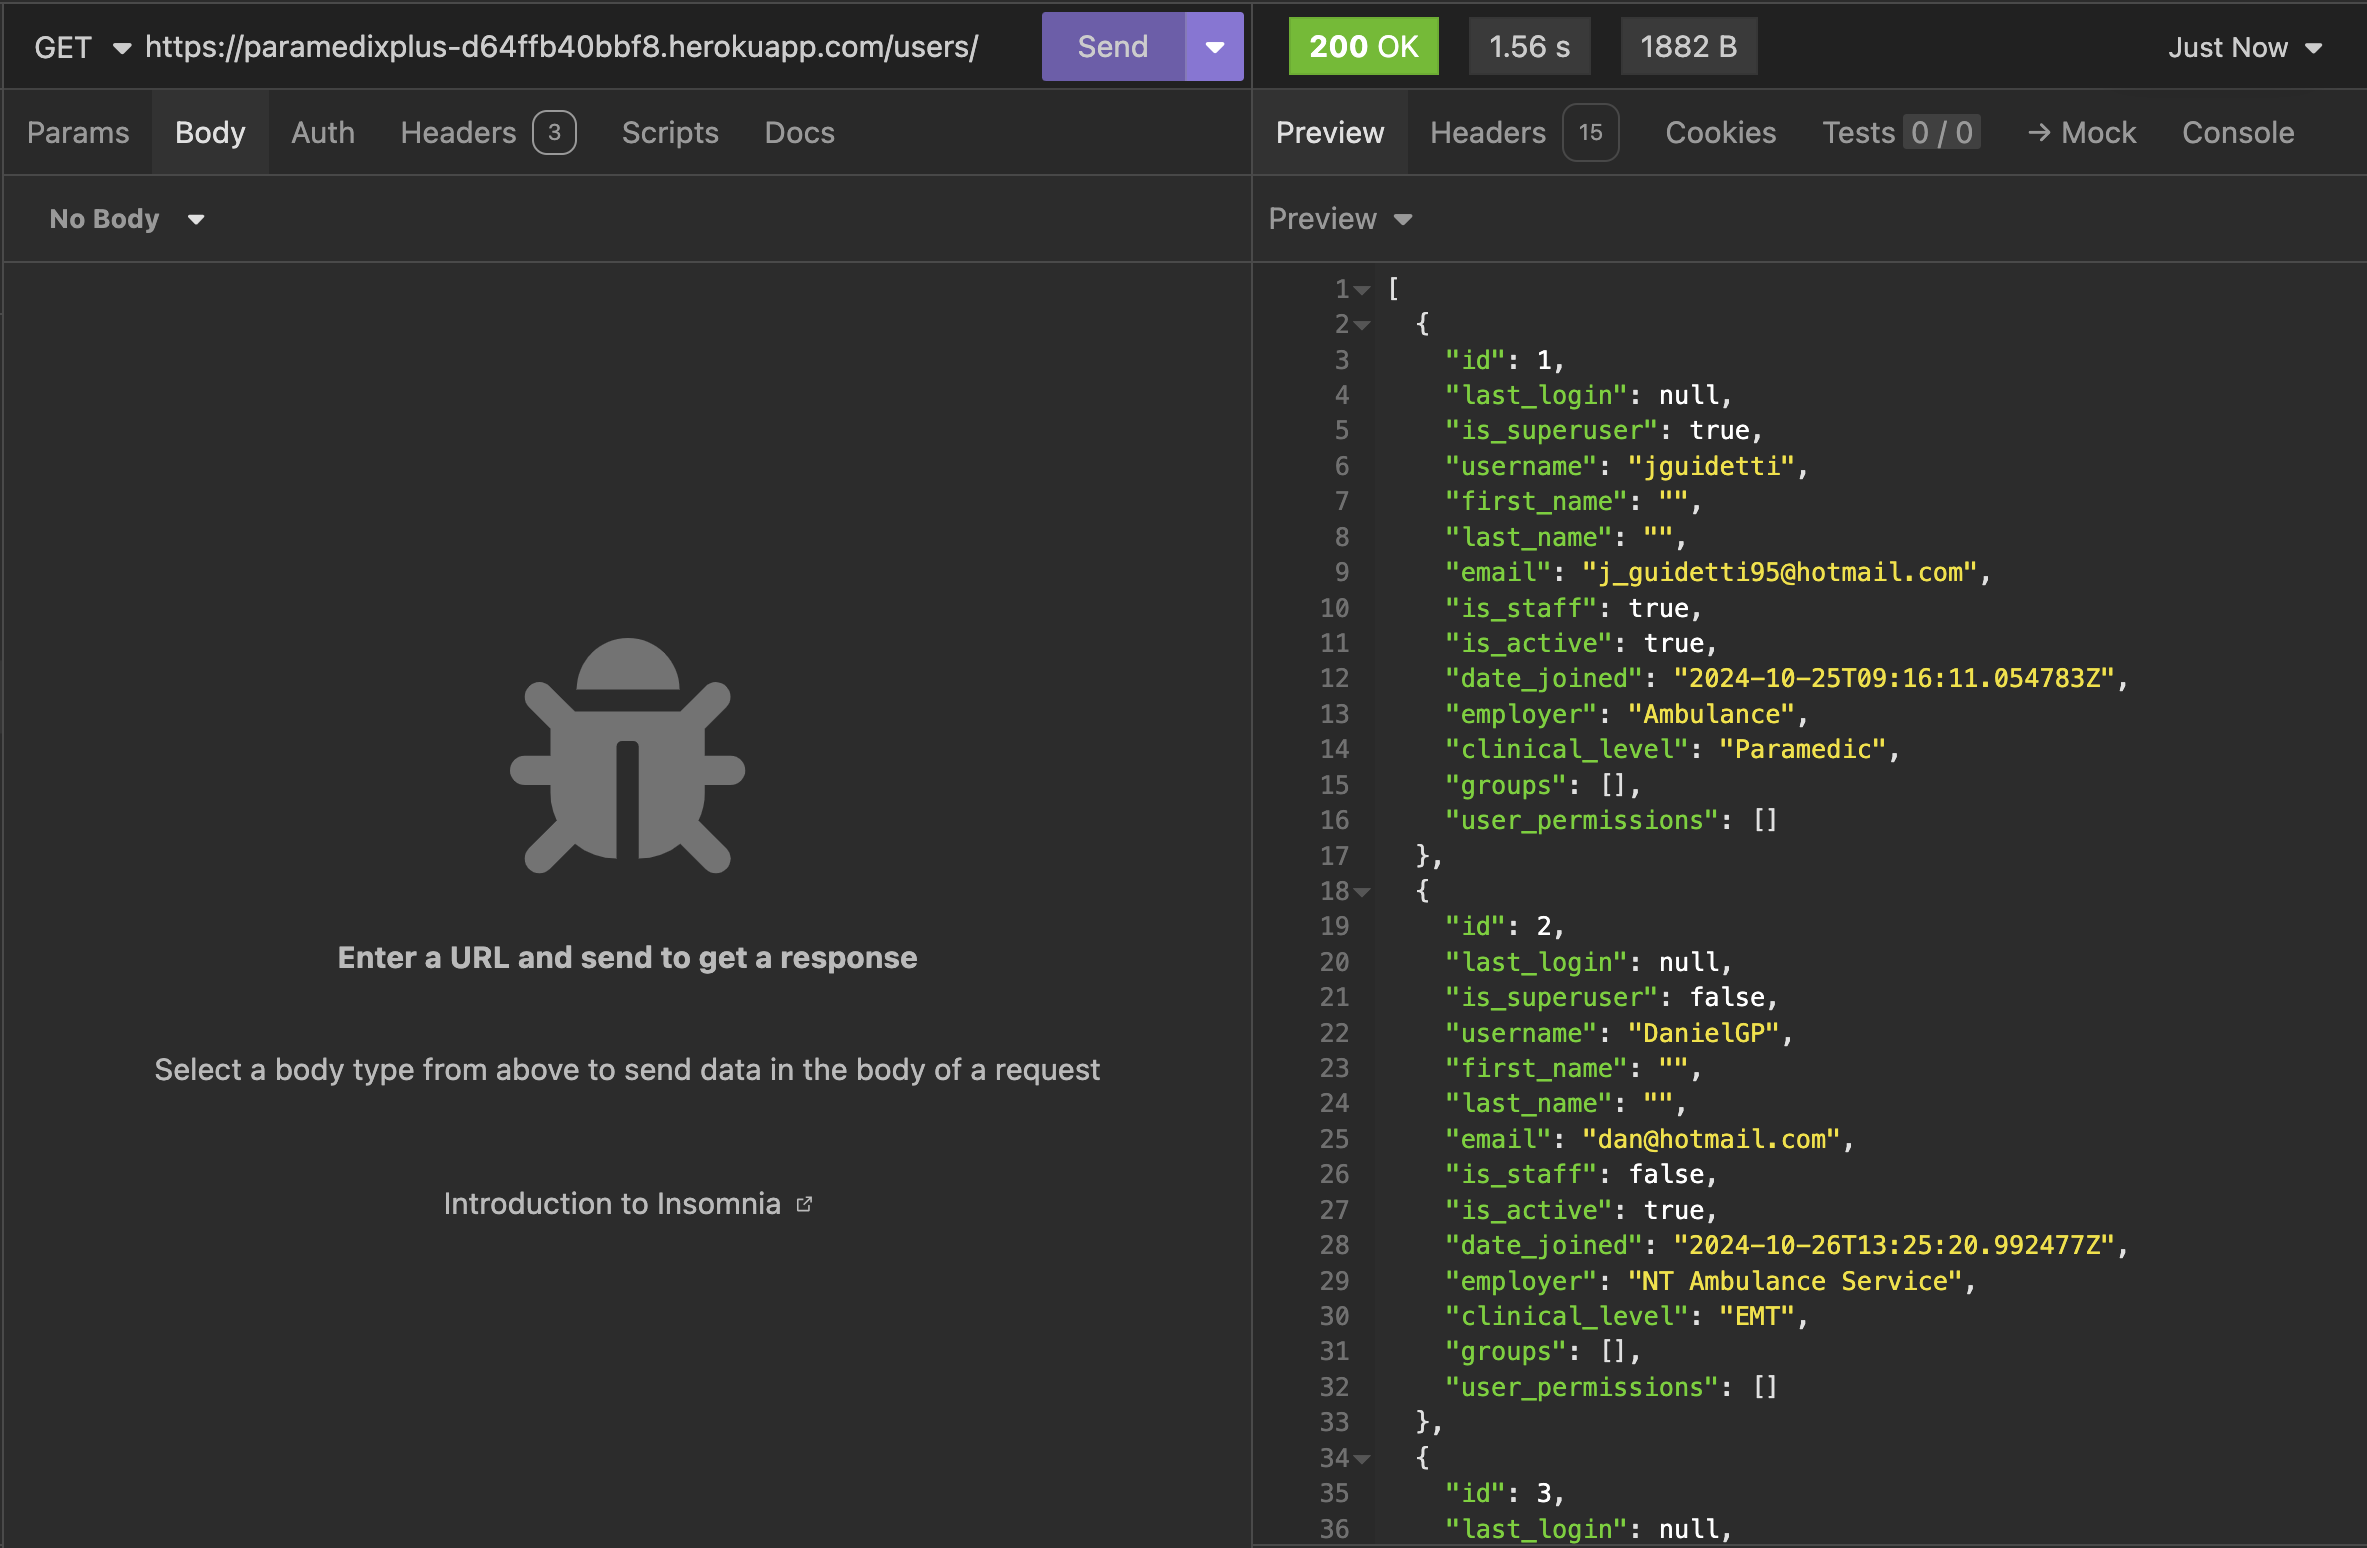 GET https://paramedixplus-d64ffb40bbf8.herokuapp.com/users/ Send
Params Body Auth Headers 3 Scripts Docs
No Body
Enter a URL and send to get a response
Select a body type from above to send data in the body of a request
Introduction to Insomnia
200 OK 1.56 s 1882 B Just Now
Preview Headers 15 Cookies Tests 0 / 0 → Mock Console
Preview
1 [
2 {
3 "id": 1,
4 "last_login": null,
5 "is_superuser": true,
6 "username": "jguidetti",
7 "first_name": "",
8 "last_name": "",
9 "email": "j_guidetti95@hotmail.com",
10 "is_staff": true,
11 "is_active": true,
12 "date_joined": "2024-10-25T09:16:11.054783Z",
13 "employer": "Ambulance",
14 "clinical_level": "Paramedic",
15 "groups": [],
16 "user_permissions": []
17 },
18 {
19 "id": 2,
20 "last_login": null,
21 "is_superuser": false,
22 "username": "DanielGP",
23 "first_name": "",
24 "last_name": "",
25 "email": "dan@hotmail.com",
26 "is_staff": false,
27 "is_active": true,
28 "date_joined": "2024-10-26T13:25:20.992477Z",
29 "employer": "NT Ambulance Service",
30 "clinical_level": "EMT",
31 "groups": [],
32 "user_permissions": []
33 },
34 {
35 "id": 3,
36 "last_login": null,